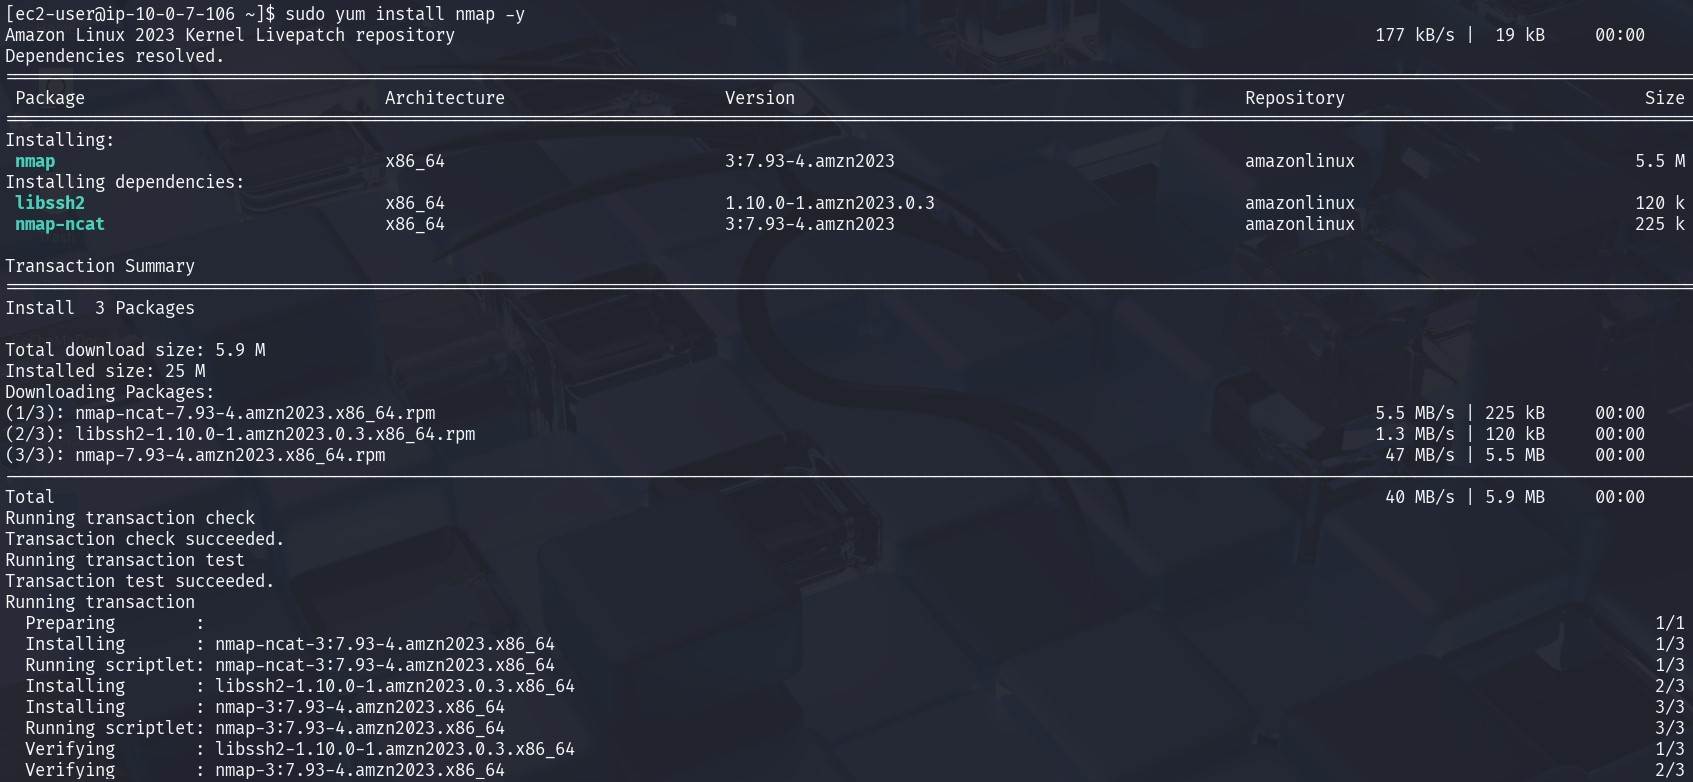 [ec2-user@ip-10-0-7-106 ~]$ sudo yum install nmap -y
Amazon Linux 2023 Kernel Livepatch repository 177 kB/s | 19 kB 00:00
Dependencies resolved.
Package Architecture Version Repository Size
Installing:
nmap x86_64 3:7.93-4.amzn2023 amazonlinux 5.5 M
Installing dependencies:
libssh2 x86_64 1.10.0-1.amzn2023.0.3 amazonlinux 120 k
nmap-ncat x86_64 3:7.93-4.amzn2023 amazonlinux 225 k
Transaction Summary
Install 3 Packages
Total download size: 5.9 M
Installed size: 25 M
Downloading Packages:
(1/3): nmap-ncat-7.93-4.amzn2023.x86_64.rpm 5.5 MB/s | 225 kB 00:00
(2/3): libssh2-1.10.0-1.amzn2023.0.3.x86_64.rpm 1.3 MB/s | 120 kB 00:00
(3/3): nmap-7.93-4.amzn2023.x86_64.rpm 47 MB/s | 5.5 MB 00:00
Total 40 MB/s | 5.9 MB 00:00
Running transaction check
Transaction check succeeded.
Running transaction test
Transaction test succeeded.
Running transaction
Preparing : 1/1
Installing : nmap-ncat-3:7.93-4.amzn2023.x86_64 1/3
Running scriptlet: nmap-ncat-3:7.93-4.amzn2023.x86_64 1/3
Installing : libssh2-1.10.0-1.amzn2023.0.3.x86_64 2/3
Installing : nmap-3:7.93-4.amzn2023.x86_64 3/3
Running scriptlet: nmap-3:7.93-4.amzn2023.x86_64 3/3
Verifying : libssh2-1.10.0-1.amzn2023.0.3.x86_64 1/3
Verifying : nmap-3:7.93-4.amzn2023.x86_64 2/3